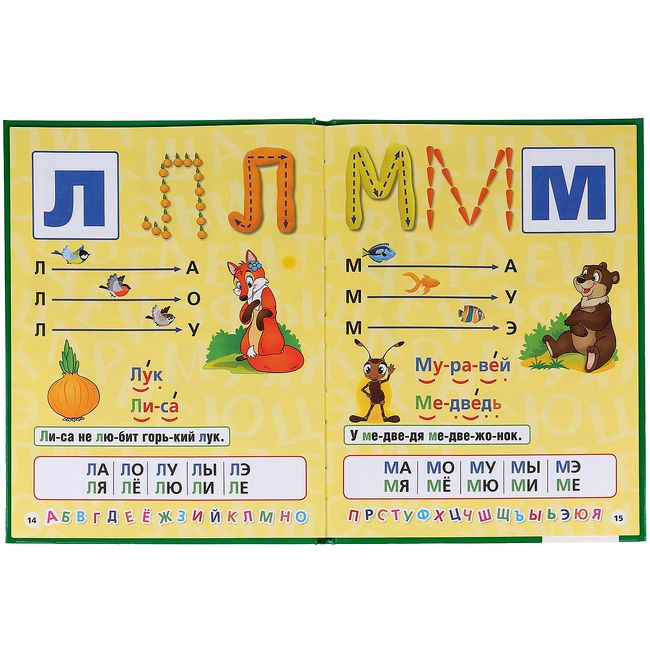 Л
Л А
Л О
Л У
Лук
Ли-са
Ли-са не лю-бит горь-кий лук.
ЛА ЛО ЛУ ЛЫ ЛЭ
ЛЯ ЛЁ ЛЮ ЛИ ЛЕ
14 АБВГДЕЁЖЗИЙКЛМНО
М
М А
М У
М Э
Му-ра-вей
Ме-дведь
У ме-две-дя ме-две-жо-нок.
МА МО МУ МЫ МЭ
МЯ МЁ МЮ МИ МЕ
ПРСТУФХЦЧШЩЪЫЬЭЮЯ 15